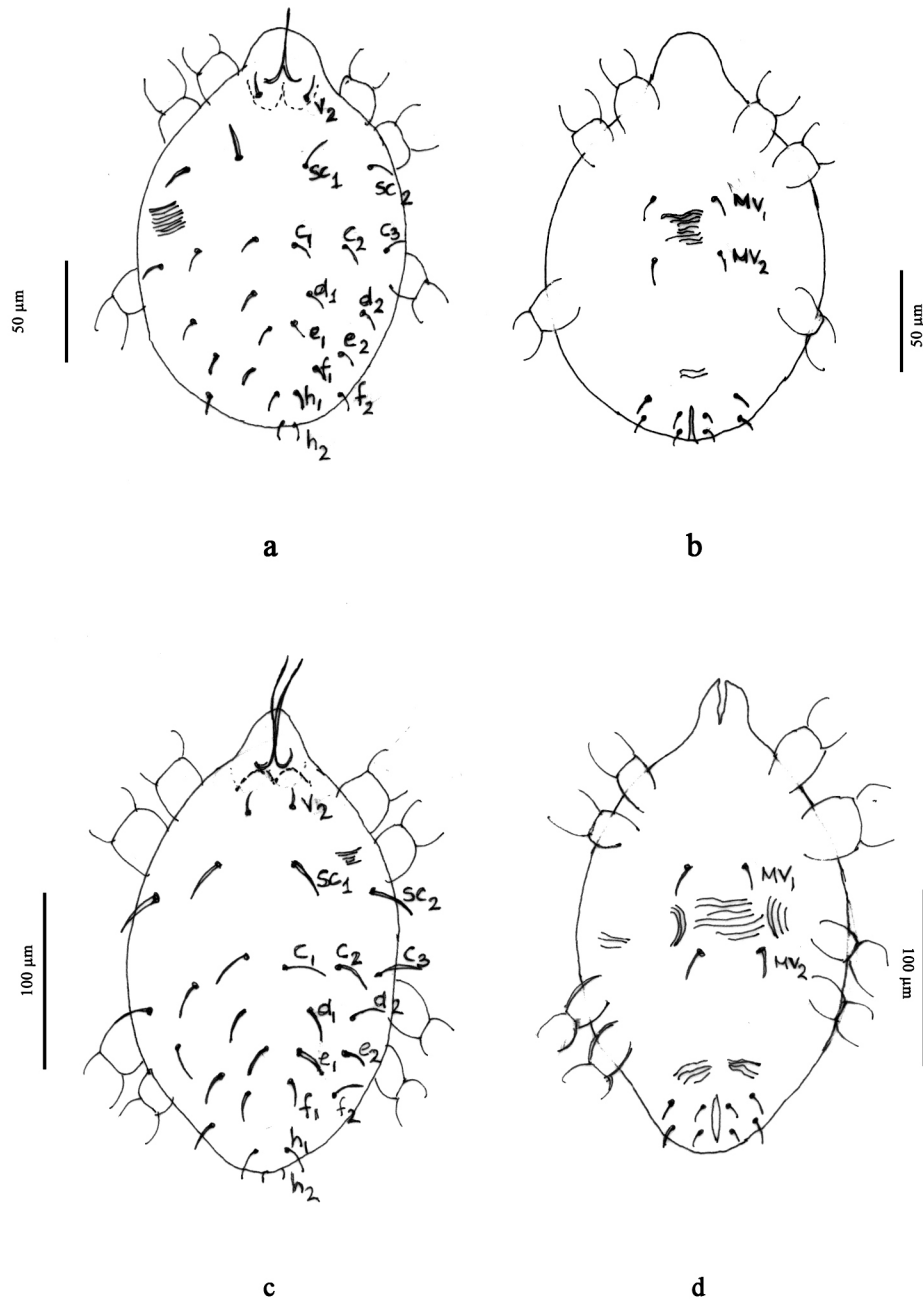 V₂
SC₁ SC₂
C₁ C₂ C₃
d₁ d₂
e₁ e₂
f₁
h₁ f₂
h₂
50 µm
a
MV₁
MV₂
50 µm
b
V₂
SC₁ SC₂
C₁ C₂ C₃
d₁ d₂
e₁ e₂
f₁ f₂
h₁
h₂
100 µm
c
MV₁
MV₂
100 µm
d